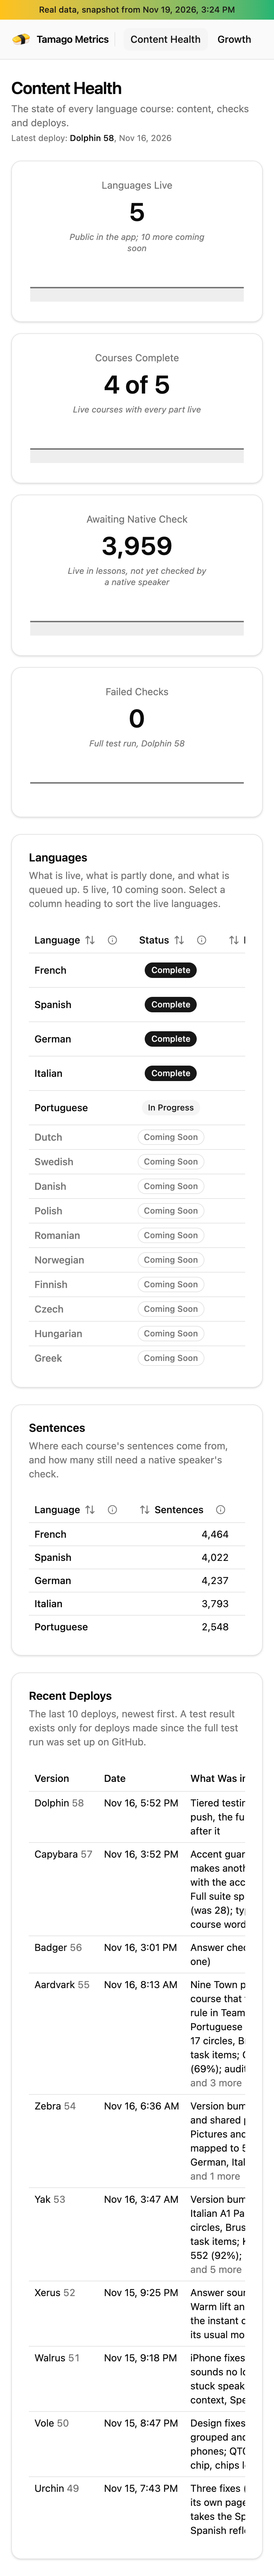 Real data, snapshot from Nov 19, 2026, 3:24 PM
Tamago Metrics
Content Health
Growth
Content Health
The state of every language course: content, checks
and deploys.
Latest deploy: Dolphin 58, Nov 16, 2026
Languages Live
5
Public in the app; 10 more coming
soon
Courses Complete
4 of 5
Live courses with every part live
Awaiting Native Check
3,959
Live in lessons, not yet checked by
a native speaker
Failed Checks
0
Full test run, Dolphin 58
Languages
What is live, what is partly done, and what is
queued up. 5 live, 10 coming soon. Select a
column heading to sort the live languages.
Language Status
French Complete
Spanish Complete
German Complete
Italian Complete
Portuguese In Progress
Dutch Coming Soon
Swedish Coming Soon
Danish Coming Soon
Polish Coming Soon
Romanian Coming Soon
Norwegian Coming Soon
Finnish Coming Soon
Czech Coming Soon
Hungarian Coming Soon
Greek Coming Soon
Sentences
Where each course's sentences come from,
and how many still need a native speaker's
check.
Language Sentences
French 4,464
Spanish 4,022
German 4,237
Italian 3,793
Portuguese 2,548
Recent Deploys
The last 10 deploys, newest first. A test result
exists only for deploys made since the full test
run was set up on GitHub.
Version Date What Was
Dolphin 58 Nov 16, 5:52 PM Tiered
push, the
after it
Capybara 57 Nov 16, 3:52 PM Accent
makes
with the
Full suite
(was 28);
course
Badger 56 Nov 16, 3:01 PM Answer
one)
Aardvark 55 Nov 16, 8:13 AM Nine Town
course that
rule in
Portuguese
17 circles,
task items;
(69%);
and 3 more
Zebra 54 Nov 16, 6:36 AM Version
and shared
Pictures
mapped to
German,
and 1 more
Yak 53 Nov 16, 3:47 AM Version
Italian A1
circles,
task items;
552 (92%);
and 5 more
Xerus 52 Nov 15, 9:25 PM Answer
Warm lift
the instant
its usual
Walrus 51 Nov 15, 9:18 PM iPhone fixes
sounds no
stuck
context,
Vole 50 Nov 15, 8:47 PM Design fixes
grouped
phones;
chip, chips
Urchin 49 Nov 15, 7:43 PM Three fixes
its own page
takes the
Spanish